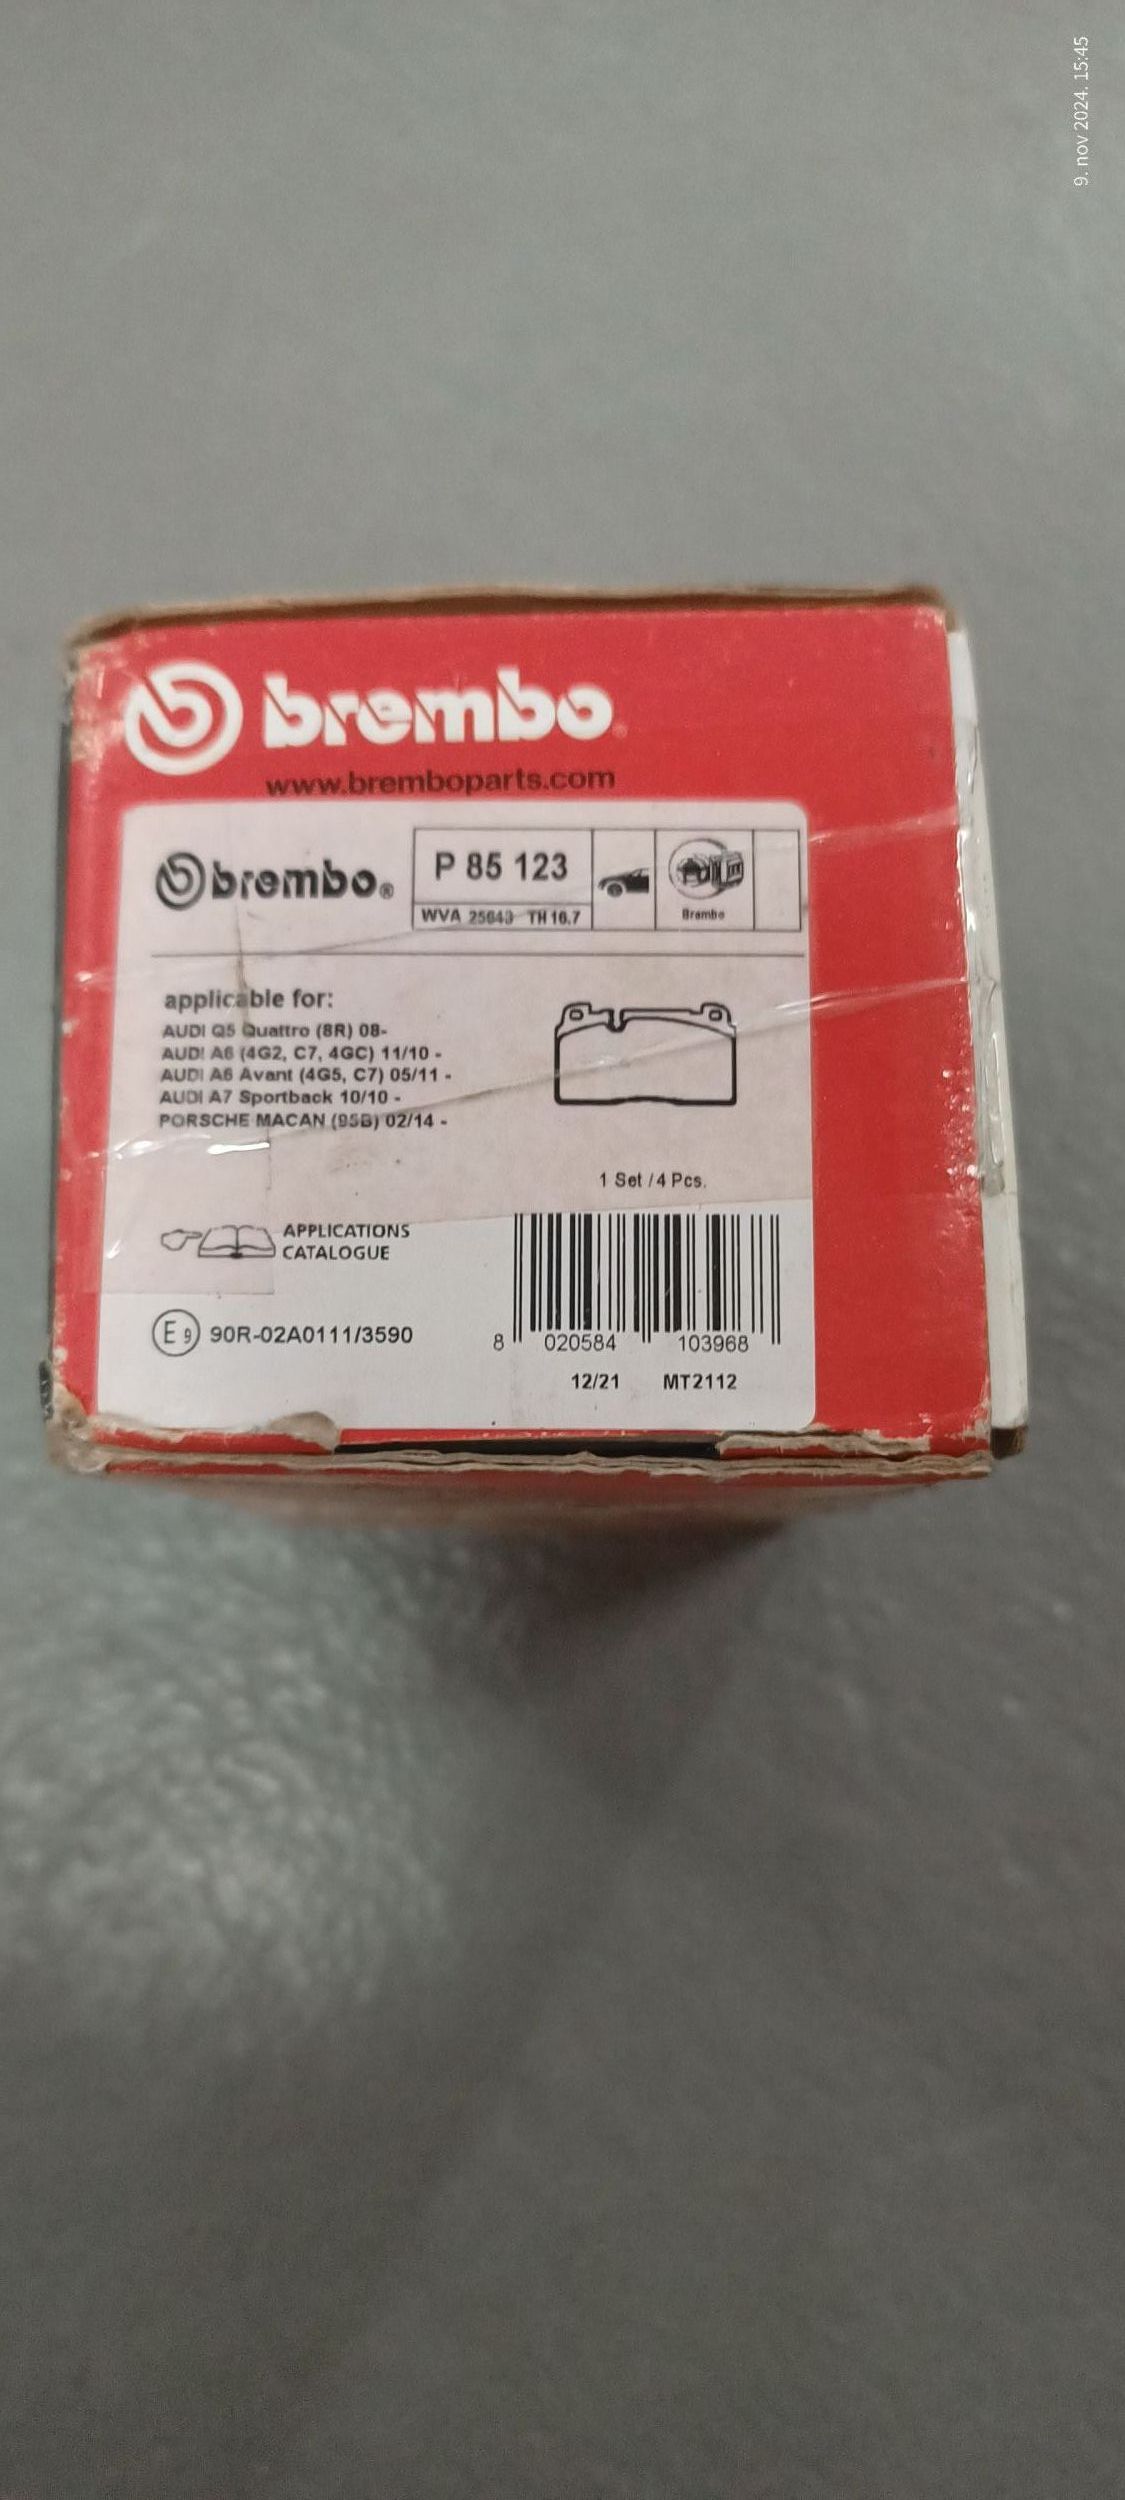 9. nov 2024. 15:45
brembo
www.bremboparts.com
brembo®
P 85 123
WVA 25643 TH 16.7
Brembo
applicable for:
AUDI Q5 Quattro (8R) 08-
AUDI A6 (4G2, C7, 4GC) 11/10 -
AUDI A6 Avant (4G5, C7) 05/11 -
AUDI A7 Sportback 10/10 -
PORSCHE MACAN (95B) 02/14 -
1 Set / 4 Pcs.
APPLICATIONS
CATALOGUE
E9 90R-02A0111/3590
8 020584 103968
12/21 MT2112